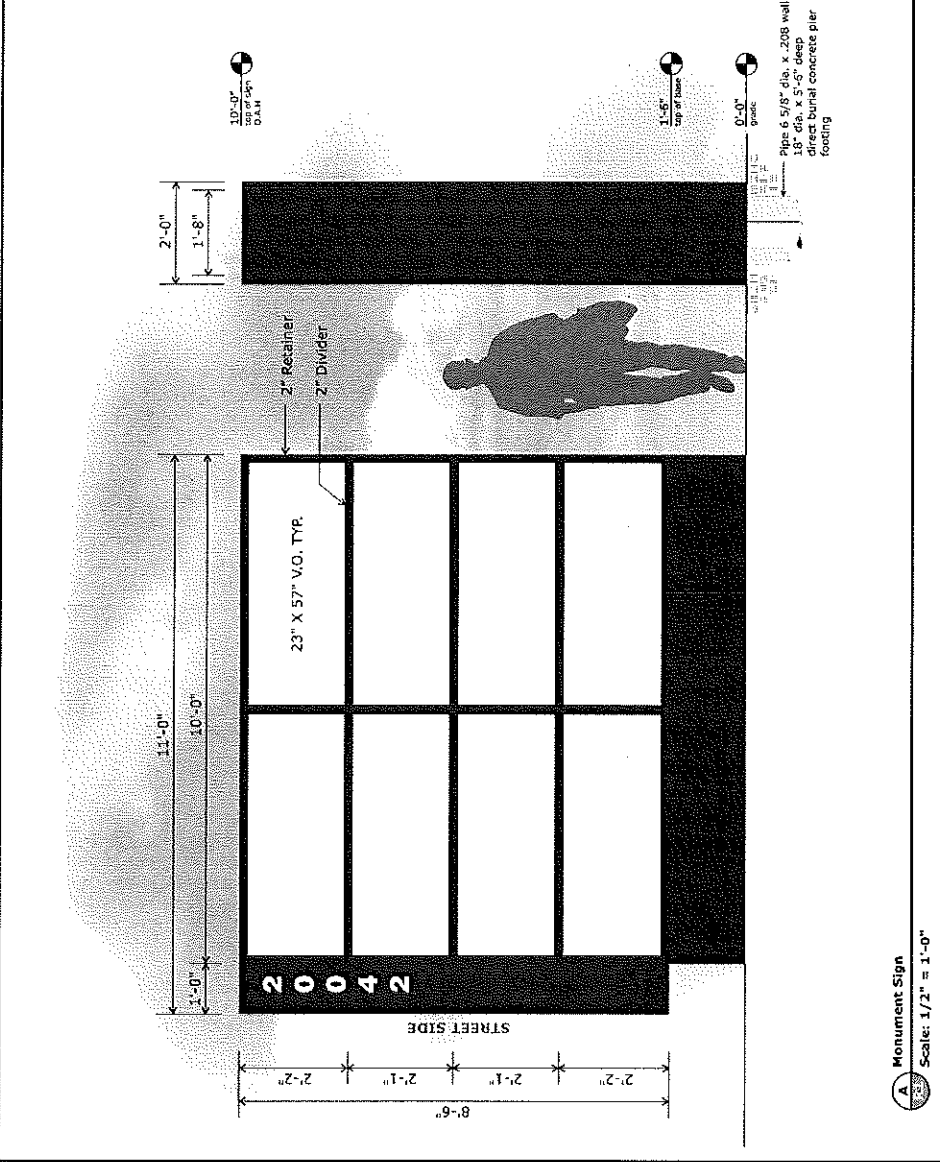 10'-0"
top of sign
O.A.H
1'-6"
top of base
0'-0"
grade
Pipe 6 5/8" dia. x .208 wall
18" dia. x 5'-6" deep
direct burial concrete pier
footing
2'-0"
1'-8"
2" Retainer
2" Divider
11'-0"
10'-0"
1'-0"
23" X 57" V.O. TYP.
20042
STREET SIDE
2'-2"
2'-1"
2'-1"
2'-2"
8'-6"
A
Monument Sign
Scale: 1/2" = 1'-0"